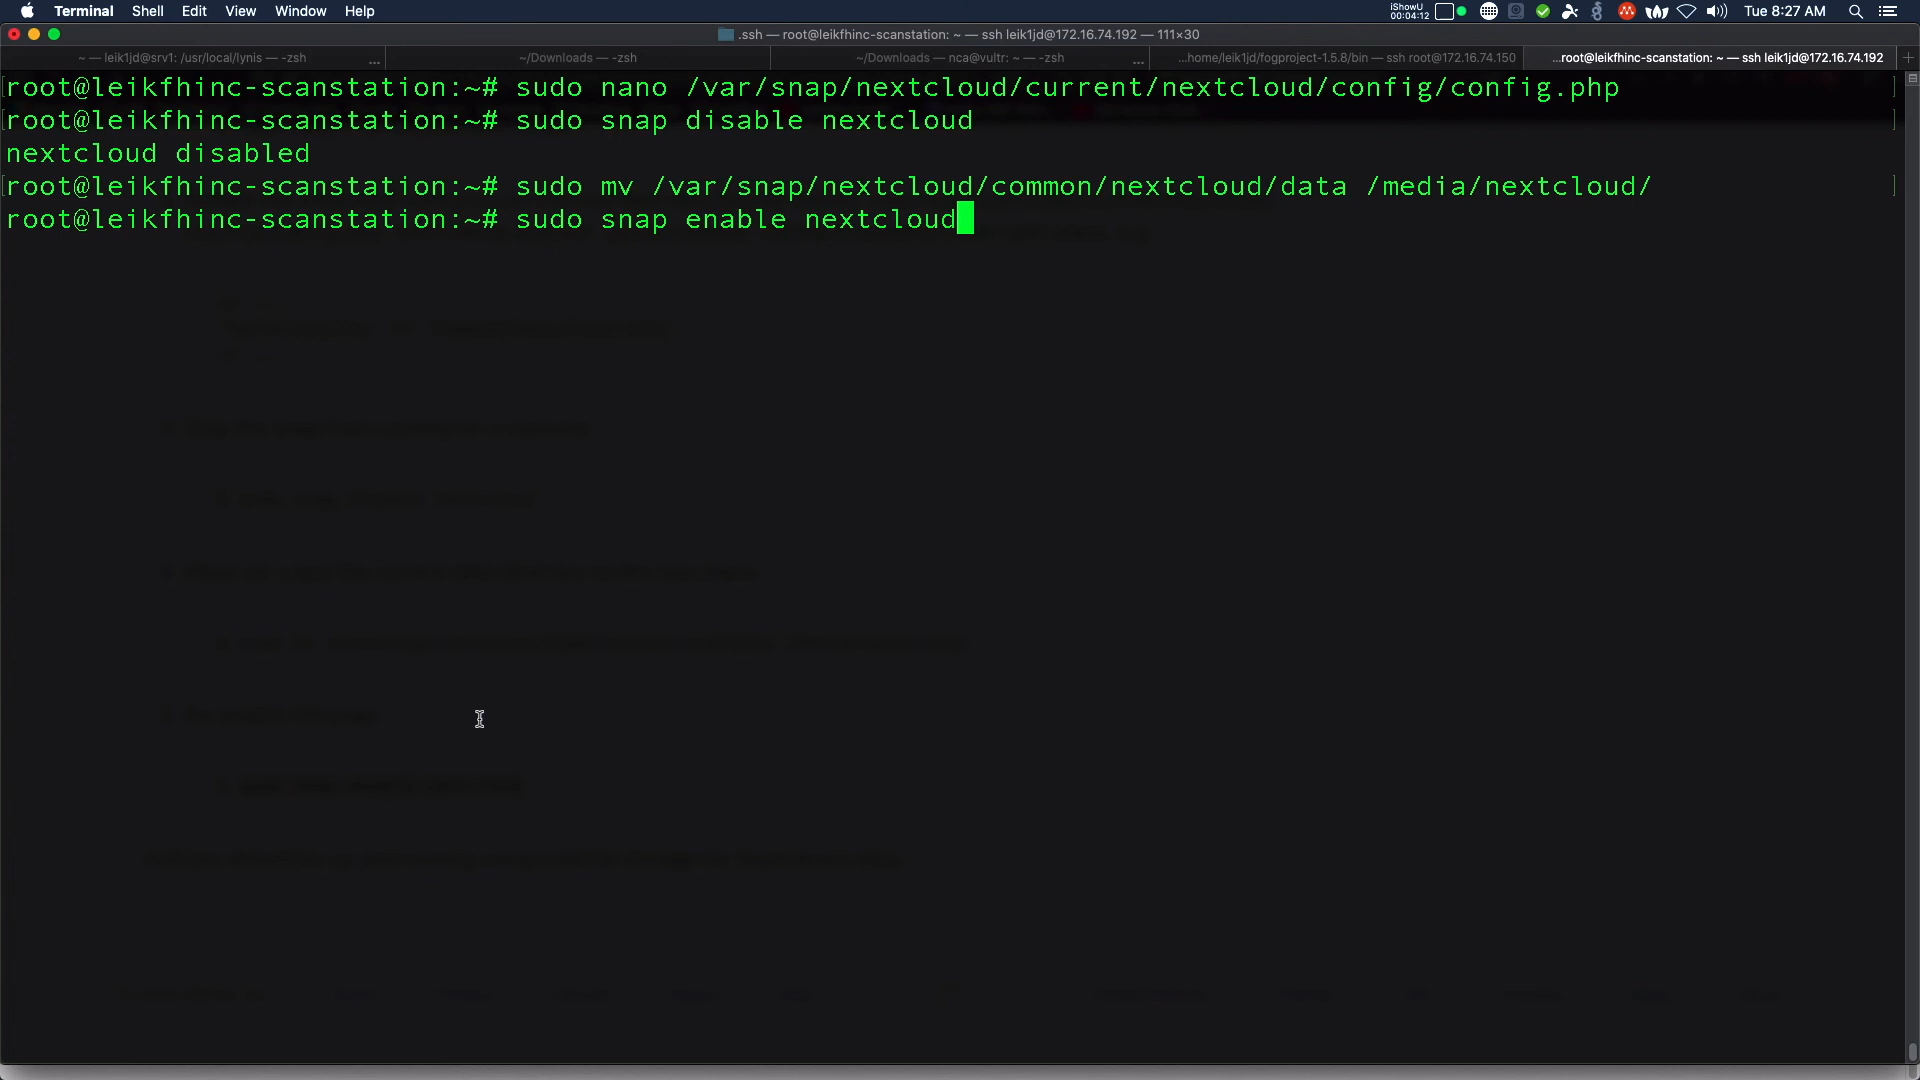 Terminal Shell Edit View Window Help iShowU 00:04:12 Tue 8:27 AM
.ssh — root@leikfhinc-scanstation: ~ — ssh leik1jd@172.16.74.192 — 111×30
~ — leik1jd@srv1: /usr/local/lynis — -zsh ... ~/Downloads — -zsh ~/Downloads — nca@vultr: ~ — -zsh ... ...home/leik1jd/fogproject-1.5.8/bin — ssh root@172.16.74.150 ...root@leikfhinc-scanstation: ~ — ssh leik1jd@172.16.74.192 +
[root@leikfhinc-scanstation:~# sudo nano /var/snap/nextcloud/current/nextcloud/config/config.php ]
[root@leikfhinc-scanstation:~# sudo snap disable nextcloud ]
nextcloud disabled
[root@leikfhinc-scanstation:~# sudo mv /var/snap/nextcloud/common/nextcloud/data /media/nextcloud/ ]
root@leikfhinc-scanstation:~# sudo snap enable nextcloud